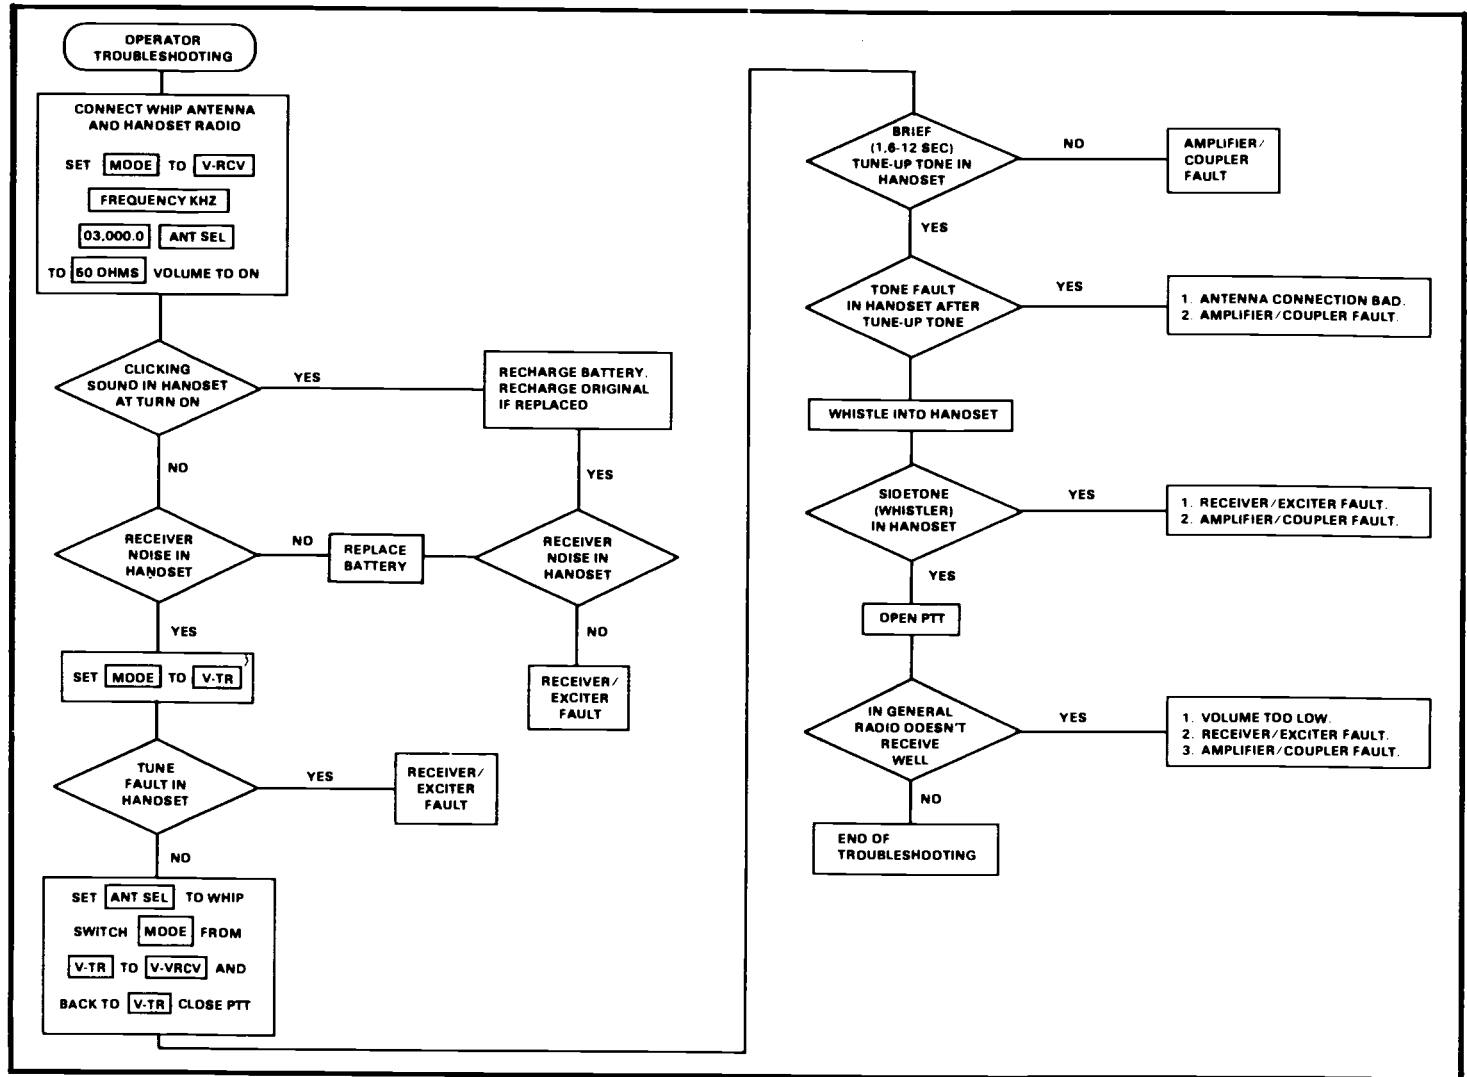 OPERATOR
TROUBLESHOOTING
CONNECT WHIP ANTENNA
AND HANDSET RADIO
SET MODE TO V-RCV
FREQUENCY KHZ
03,000.0 ANT SEL
TO 50 OHMS VOLUME TO ON
CLICKING
SOUND IN HANDSET
AT TURN ON
YES
RECHARGE BATTERY.
RECHARGE ORIGINAL
IF REPLACED
NO
YES
RECEIVER
NOISE IN
HANDSET
NO
REPLACE
BATTERY
RECEIVER
NOISE IN
HANDSET
YES
NO
SET MODE TO V-TR
RECEIVER/
EXCITER
FAULT
TUNE
FAULT IN
HANDSET
YES
RECEIVER/
EXCITER
FAULT
NO
SET ANT SEL TO WHIP
SWITCH MODE FROM
V-TR TO V-VRCV AND
BACK TO V-TR CLOSE PTT
BRIEF
(1.6-12 SEC)
TUNE-UP TONE IN
HANDSET
NO
AMPLIFIER/
COUPLER
FAULT
YES
TONE FAULT
IN HANDSET AFTER
TUNE-UP TONE
YES
1. ANTENNA CONNECTION BAD.
2. AMPLIFIER/COUPLER FAULT.
WHISTLE INTO HANDSET
SIDETONE
(WHISTLER)
IN HANDSET
YES
1. RECEIVER/EXCITER FAULT.
2. AMPLIFIER/COUPLER FAULT.
YES
OPEN PTT
IN GENERAL
RADIO DOESN'T
RECEIVE
WELL
YES
1. VOLUME TOO LOW.
2. RECEIVER/EXCITER FAULT.
3. AMPLIFIER/COUPLER FAULT.
NO
END OF
TROUBLESHOOTING